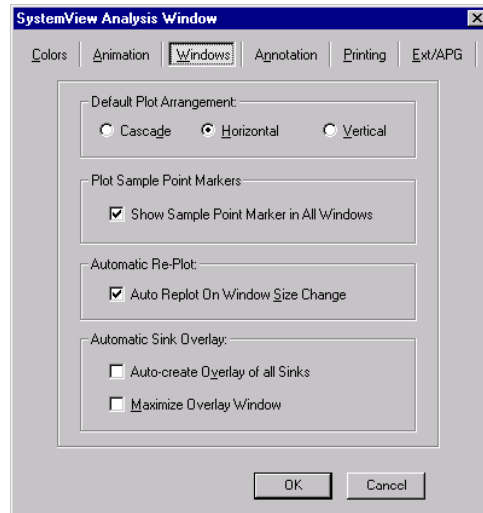 SystemView Analysis Window
Colors Animation Windows Annotation Printing Ext/APG
Default Plot Arrangement:
Cascade Horizontal Vertical
Plot Sample Point Markers
Show Sample Point Marker in All Windows
Automatic Re-Plot:
Auto Replot On Window Size Change
Automatic Sink Overlay:
Auto-create Overlay of all Sinks
Maximize Overlay Window
OK Cancel